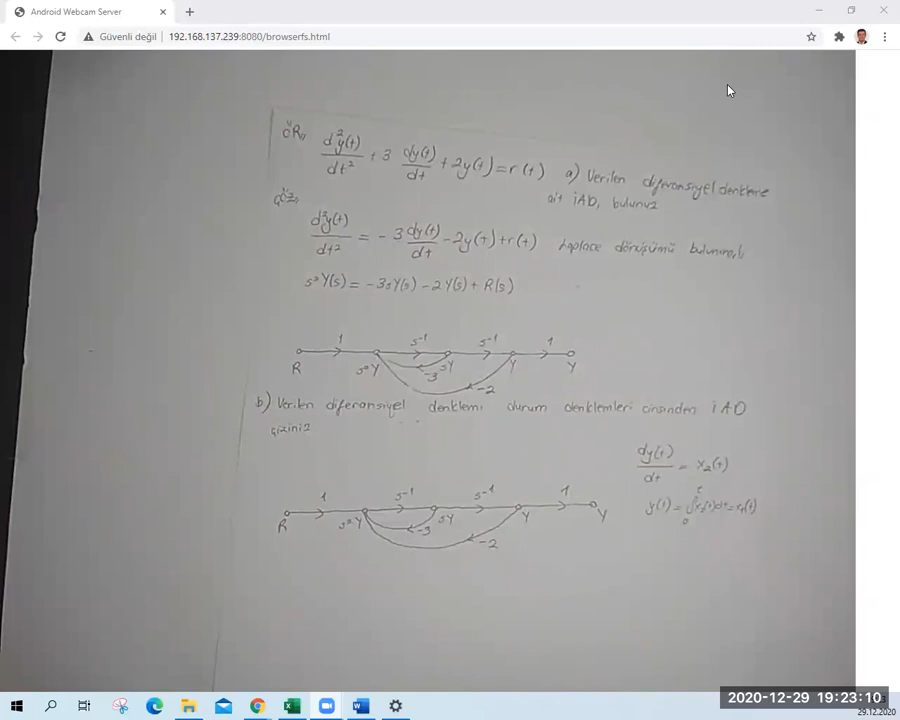 Android Webcam Server
Güvenli değil
192.168.137.239:8080/browserfs.html
ÖR,,
d²y(t)/dt² + 3 dy(t)/dt + 2y(t) = r(t) a) Verilen diferansiyel denkleme
ait İAD, bulunuz
ÇÖZ,,
d²y(t)/dt² = -3 dy(t)/dt - 2y(t) + r(t) Laplace dönüşümü
s²Y(s) = -3sY(s) - 2Y(s) + R(s)
1 s⁻¹ s⁻¹ 1
R s²Y -3 sY Y Y
-2
b) Verilen diferansiyel denklemi durum denklemleri cinsinden İAD
çiziniz
dy(t)/dt = x₂(t)
1 s⁻¹ s⁻¹ 1
R s²Y -3 sY Y Y
-2
2020-12-29 19:23:10
29.12.2020